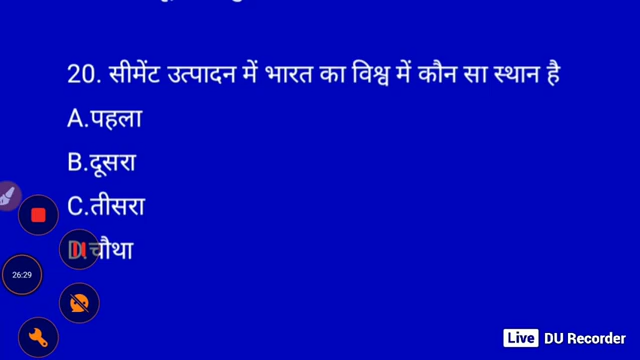 20. सीमेंट उत्पादन में भारत का विश्व में कौन सा स्थान है
A.पहला
B.दूसरा
C.तीसरा
D.चौथा
26:29
Live DU Recorder